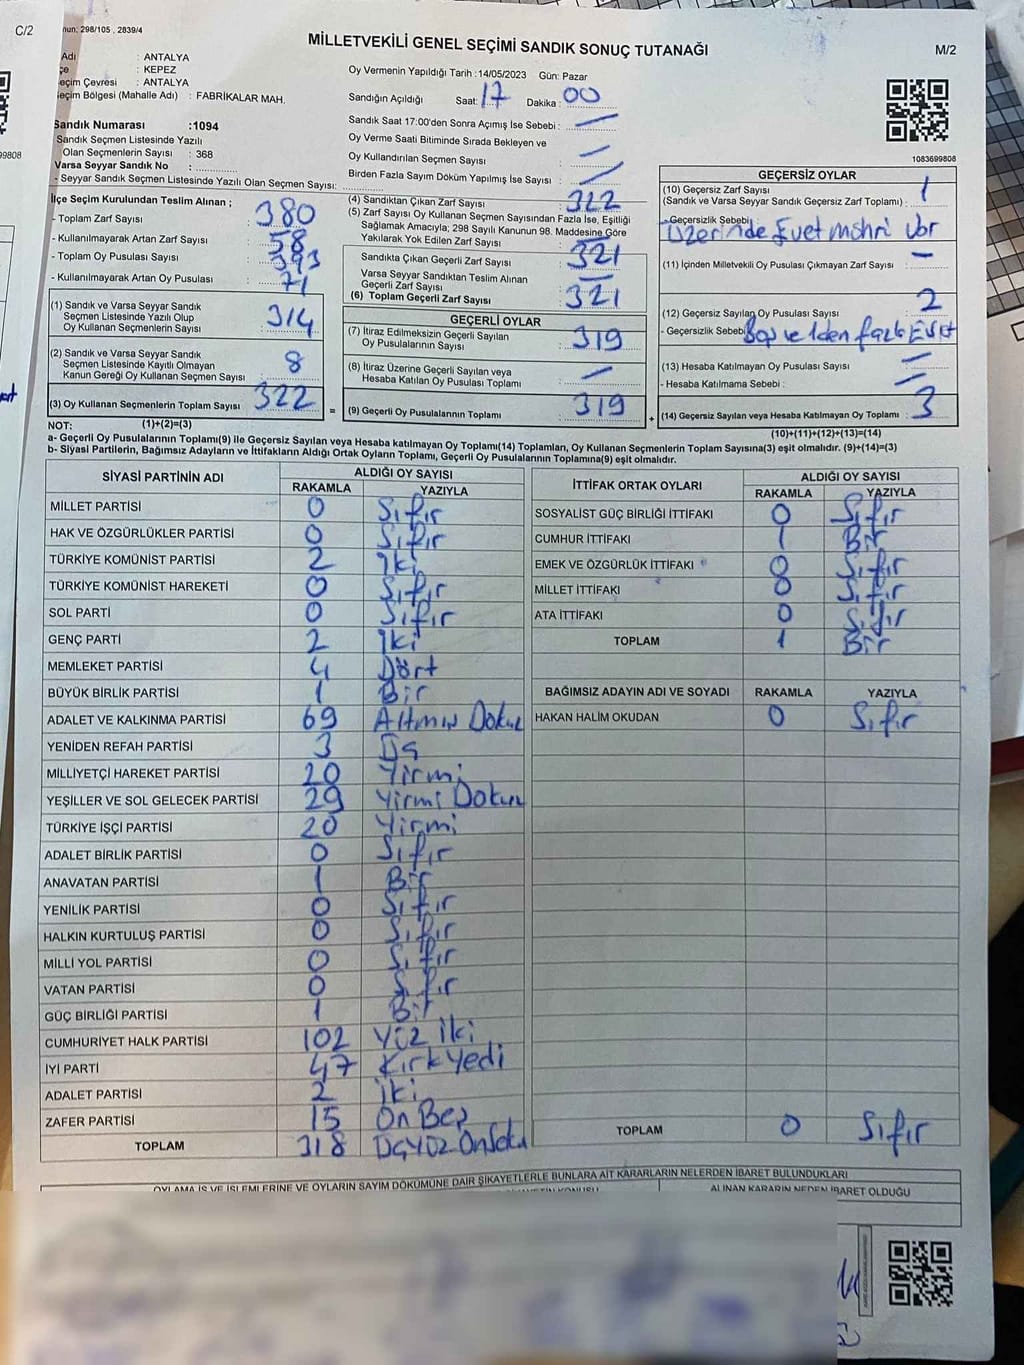 C/2
nun: 298/105 , 2839/4
MİLLETVEKİLİ GENEL SEÇİMİ SANDIK SONUÇ TUTANAĞI
M/2
Adı : ANTALYA
çe : KEPEZ
eçim Çevresi : ANTALYA
eçim Bölgesi (Mahalle Adı) : FABRİKALAR MAH.
Sandık Numarası :1094
Sandık Seçmen Listesinde Yazılı
Olan Seçmenlerin Sayısı : 368
Varsa Seyyar Sandık No :
- Seyyar Sandık Seçmen Listesinde Yazılı Olan Seçmen Sayısı:
Oy Vermenin Yapıldığı Tarih :14/05/2023 Gün: Pazar
Sandığın Açıldığı Saat: 17 Dakika : 00
Sandık Saat 17:00'den Sonra Açımış İse Sebebi : —
Oy Verme Saati Bitiminde Sırada Bekleyen ve
Oy Kullandırılan Seçmen Sayısı : —
Birden Fazla Sayım Döküm Yapılmış İse Sayısı : —
99808
1083699808
İlçe Seçim Kurulundan Teslim Alınan ;
- Toplam Zarf Sayısı : 380
- Kullanılmayarak Artan Zarf Sayısı : 58
- Toplam Oy Pusulası Sayısı : 393
- Kullanılmayarak Artan Oy Pusulası : 71
(1) Sandık ve Varsa Seyyar Sandık
Seçmen Listesinde Yazılı Olup
Oy Kullanan Seçmenlerin Sayısı : 314
(2) Sandık ve Varsa Seyyar Sandık
Seçmen Listesinde Kayıtlı Olmayan
Kanun Gereği Oy Kullanan Seçmen Sayısı : 8
(3) Oy Kullanan Seçmenlerin Toplam Sayısı : 322
(1)+(2)=(3)
(4) Sandıktan Çıkan Zarf Sayısı : 322
(5) Zarf Sayısı Oy Kullanan Seçmen Sayısından Fazla İse, Eşitliği
Sağlamak Amacıyla; 298 Sayılı Kanunun 98. Maddesine Göre
Yakılarak Yok Edilen Zarf Sayısı : —
Sandıkta Çıkan Geçerli Zarf Sayısı : 321
Varsa Seyyar Sandıktan Teslim Alınan
Geçerli Zarf Sayısı : —
(6) Toplam Geçerli Zarf Sayısı : 321
GEÇERLİ OYLAR
(7) İtiraz Edilmeksizin Geçerli Sayılan
Oy Pusulalarının Sayısı : 319
(8) İtiraz Üzerine Geçerli Sayılan veya
Hesaba Katılan Oy Pusulası Toplamı : —
= (9) Geçerli Oy Pusulalarının Toplamı : 319 +
GEÇERSİZ OYLAR
(10) Geçersiz Zarf Sayısı
(Sandık ve Varsa Seyyar Sandık Geçersiz Zarf Toplamı) : 1
-Geçersizlik Sebebi : Üzerinde Evet mührü Var
(11) İçinden Milletvekili Oy Pusulası Çıkmayan Zarf Sayısı : —
(12) Geçersiz Sayılan Oy Pusulası Sayısı : 2
- Geçersizlik Sebebi : Boş ve 1den fazla Evet
(13) Hesaba Katılmayan Oy Pusulası Sayısı : —
- Hesaba Katılmama Sebebi : —
(14) Geçersiz Sayılan veya Hesaba Katılmayan Oy Toplamı : 3
(10)+(11)+(12)+(13)=(14)
NOT:
a- Geçerli Oy Pusulalarının Toplamı(9) ile Geçersiz Sayılan veya Hesaba katılmayan Oy Toplamı(14) Toplamları, Oy Kullanan Seçmenlerin Toplam Sayısına(3) eşit olmalıdır. (9)+(14)=(3)
b- Siyasi Partilerin, Bağımsız Adayların ve İttifakların Aldığı Ortak Oyların Toplamı, Geçerli Oy Pusulalarının Toplamına(9) eşit olmalıdır.
SİYASİ PARTİNİN ADI ALDIĞI OY SAYISI
RAKAMLA YAZIYLA
MİLLET PARTİSİ 0 Sıfır
HAK VE ÖZGÜRLÜKLER PARTİSİ 0 Sıfır
TÜRKİYE KOMÜNİST PARTİSİ 2 İki
TÜRKİYE KOMÜNİST HAREKETİ 0 Sıfır
SOL PARTİ 0 Sıfır
GENÇ PARTİ 2 İki
MEMLEKET PARTİSİ 4 Dört
BÜYÜK BİRLİK PARTİSİ 1 Bir
ADALET VE KALKINMA PARTİSİ 69 Altmış Dokuz
YENİDEN REFAH PARTİSİ 3 Üç
MİLLİYETÇİ HAREKET PARTİSİ 20 Yirmi
YEŞİLLER VE SOL GELECEK PARTİSİ 29 Yirmi Dokuz
TÜRKİYE İŞÇİ PARTİSİ 20 Yirmi
ADALET BİRLİK PARTİSİ 0 Sıfır
ANAVATAN PARTİSİ 1 Bir
YENİLİK PARTİSİ 0 Sıfır
HALKIN KURTULUŞ PARTİSİ 0 Sıfır
MİLLİ YOL PARTİSİ 0 Sıfır
VATAN PARTİSİ 0 Sıfır
GÜÇ BİRLİĞİ PARTİSİ 1 Bir
CUMHURİYET HALK PARTİSİ 102 Yüz İki
İYİ PARTİ 47 Kırk Yedi
ADALET PARTİSİ 2 İki
ZAFER PARTİSİ 15 On Beş
TOPLAM 318 Üçyüz Onseki
İTTİFAK ORTAK OYLARI ALDIĞI OY SAYISI
RAKAMLA YAZIYLA
SOSYALİST GÜÇ BİRLİĞİ İTTİFAKI 0 Sıfır
CUMHUR İTTİFAKI 1 Bir
EMEK VE ÖZGÜRLÜK İTTİFAKI 0 Sıfır
MİLLET İTTİFAKI 0 Sıfır
ATA İTTİFAKI 0 Sıfır
TOPLAM 1 Bir
BAĞIMSIZ ADAYIN ADI VE SOYADI RAKAMLA YAZIYLA
HAKAN HALİM OKUDAN 0 Sıfır
TOPLAM 0 Sıfır
OYLAMA İŞ VE İŞLEMLERİNE VE OYLARIN SAYIM DÖKÜMÜNE DAİR ŞİKAYETLERLE BUNLARA AİT KARARLARIN NELERDEN İBARET BULUNDUKLARI
ALINAN KARARIN NEDEN İBARET OLDUĞU